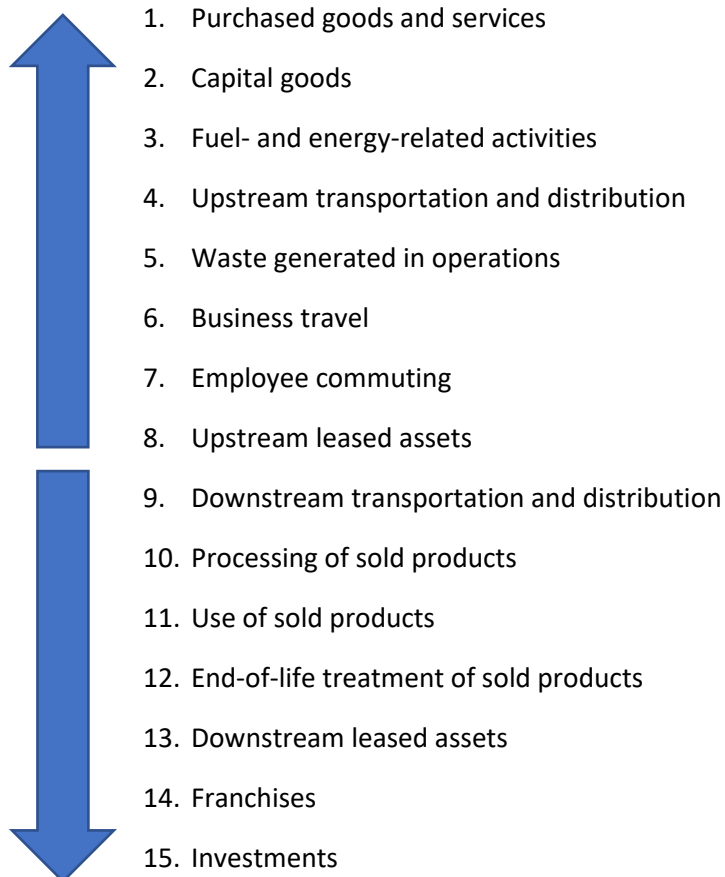 1. Purchased goods and services
2. Capital goods
3. Fuel- and energy-related activities
4. Upstream transportation and distribution
5. Waste generated in operations
6. Business travel
7. Employee commuting
8. Upstream leased assets
9. Downstream transportation and distribution
10. Processing of sold products
11. Use of sold products
12. End-of-life treatment of sold products
13. Downstream leased assets
14. Franchises
15. Investments